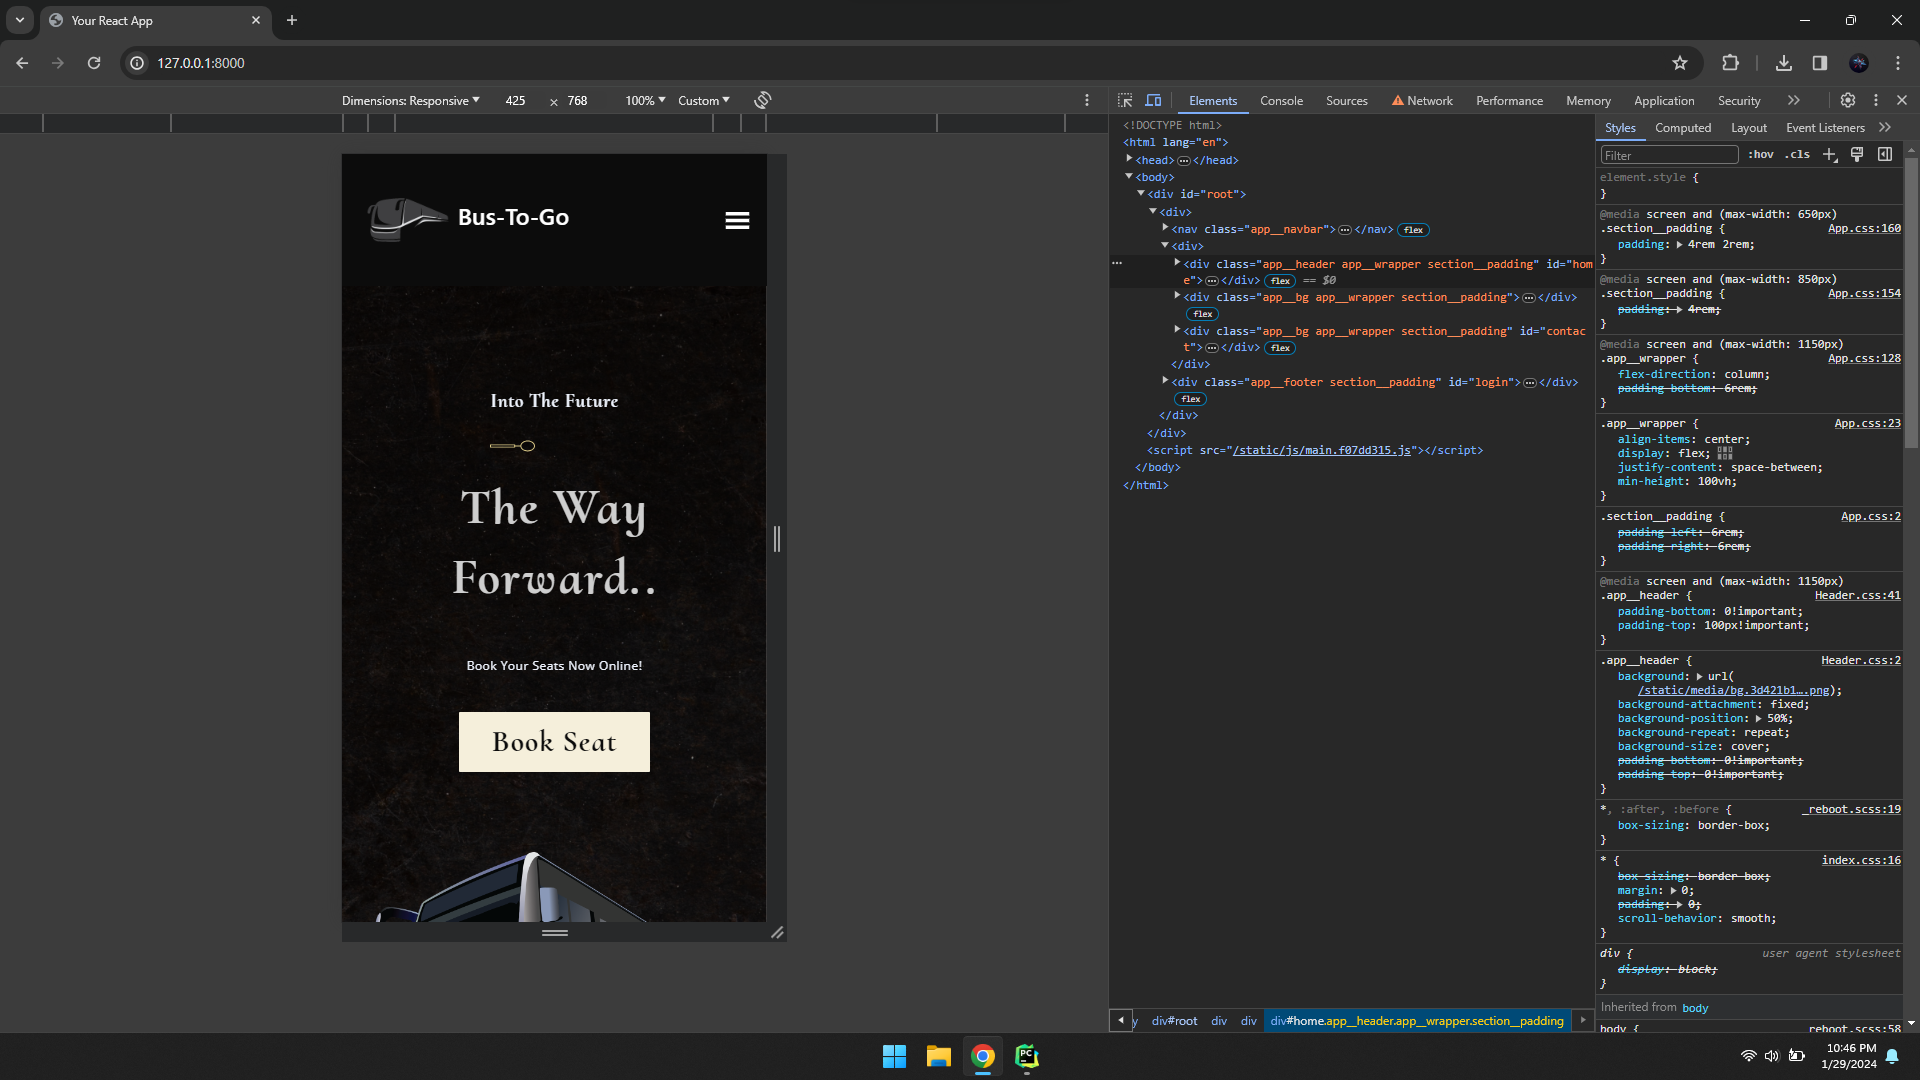 Your React App
127.0.0.1:8000
Dimensions: Responsive 425 × 768 100% Custom
Elements Console Sources Network Performance Memory Application Security
Bus-To-Go
Into The Future
The Way
Forward..
Book Your Seats Now Online!
Book Seat
<!DOCTYPE html>
<html lang="en">
<head>…</head>
<body>
<div id="root">
<div>
<nav class="app__navbar">…</nav> flex
<div>
<div class="app__header app__wrapper section__padding" id="hom
e">…</div> flex == $0
<div class="app__bg app__wrapper section__padding">…</div>
flex
<div class="app__bg app__wrapper section__padding" id="contac
t">…</div> flex
</div>
<div class="app__footer section__padding" id="login">…</div>
flex
</div>
</div>
<script src="/static/js/main.f07dd315.js"></script>
</body>
</html>
y div#root div div div#home.app__header.app__wrapper.section__padding
Styles Computed Layout Event Listeners
Filter :hov .cls
element.style {
}
@media screen and (max-width: 650px)
.section__padding { App.css:160
padding: 4rem 2rem;
}
@media screen and (max-width: 850px)
.section__padding { App.css:154
padding: 4rem;
}
@media screen and (max-width: 1150px)
.app__wrapper { App.css:128
flex-direction: column;
padding-bottom: 6rem;
}
.app__wrapper { App.css:23
align-items: center;
display: flex;
justify-content: space-between;
min-height: 100vh;
}
.section__padding { App.css:2
padding-left: 6rem;
padding-right: 6rem;
}
@media screen and (max-width: 1150px)
.app__header { Header.css:41
padding-bottom: 0!important;
padding-top: 100px!important;
}
.app__header { Header.css:2
background: url(
/static/media/bg.3d421b1….png);
background-attachment: fixed;
background-position: 50%;
background-repeat: repeat;
background-size: cover;
padding-bottom: 0!important;
padding-top: 0!important;
}
*, :after, :before { _reboot.scss:19
box-sizing: border-box;
}
* { index.css:16
box-sizing: border-box;
margin: 0;
padding: 0;
scroll-behavior: smooth;
}
div { user agent stylesheet
display: block;
}
Inherited from body
body { _reboot.scss:58
PC
10:46 PM
1/29/2024